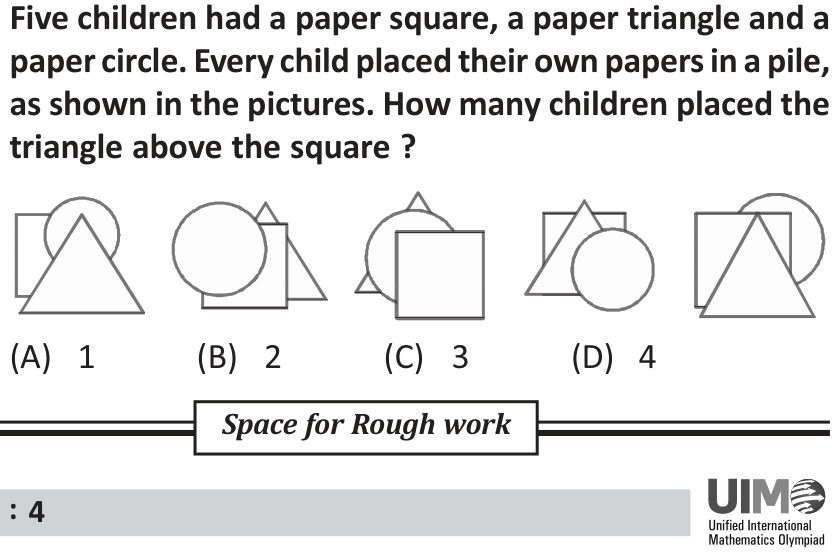 Five children had a paper square, a paper triangle and a
paper circle. Every child placed their own papers in a pile,
as shown in the pictures. How many children placed the
triangle above the square ?
(A) 1 (B) 2 (C) 3 (D) 4
Space for Rough work
: 4
UIMO
Unified International
Mathematics Olympiad